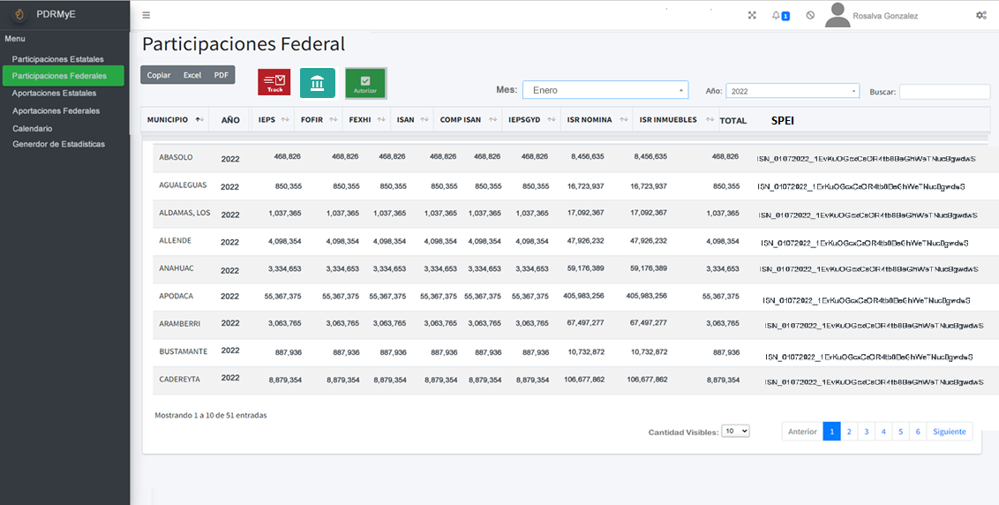 PDRMyE
1
Rosalva Gonzalez
Menu
Participaciones Estatales
Participaciones Federales
Aportaciones Estatales
Aportaciones Federales
Calendario
Generdor de Estadisticas
Participaciones Federal
Copiar Excel PDF
Track
Autorizar
Mes: Enero
Año: 2022
Buscar:
MUNICIPIO AÑO IEPS FOFIR FEXHI ISAN COMP ISAN IEPSGYD ISR NOMINA ISR INMUEBLES TOTAL SPEI
ABASOLO 2022 468,826 468,826 468,826 468,826 468,826 468,826 8,456,635 8,456,635 468,826 ISN_01072022_1EvKuOGcxCsOR4tb8BeGhWeTNucBgwdwS
AGUALEGUAS 2022 850,355 850,355 850,355 850,355 850,355 850,355 16,723,937 16,723,937 850,355 ISN_01072022_1ErKuOGcxCsOR4tb8BeGhWeTNucBgwdwS
ALDAMAS, LOS 2022 1,037,365 1,037,365 1,037,365 1,037,365 1,037,365 1,037,365 17,092,367 17,092,367 1,037,365 ISN_01072022_1EvKuOGcxCsOR4tb8BeGhWeTNucBgwdwS
ALLENDE 2022 4,098,354 4,098,354 4,098,354 4,098,354 4,098,354 4,098,354 47,926,232 47,926,232 4,098,354 ISN_01072022_1ErKuOGcxCsOR4tb8BeGhWeTNucBgwdwS
ANAHUAC 2022 3,334,653 3,334,653 3,334,653 3,334,653 3,334,653 3,334,653 59,176,389 59,176,389 3,334,653 ISN_01072022_1EvKuOGcxCsOR4tb8BeGhWeTNucBgwdwS
APODACA 2022 55,367,375 55,367,375 55,367,375 55,367,375 55,367,375 55,367,375 405,983,256 405,983,256 55,367,375 ISN_01072022_1ErKuOGcxCsOR4tb8BeGhWeTNucBgwdwS
ARAMBERRI 2022 3,063,765 3,063,765 3,063,765 3,063,765 3,063,765 3,063,765 67,497,277 67,497,277 3,063,765 ISN_01072022_1EvKuOGcxCsOR4tb8BeGhWeTNucBgwdwS
BUSTAMANTE 2022 887,936 887,936 887,936 887,936 887,936 887,936 10,732,872 10,732,872 887,936 ISN_01072022_1ErKuOGcxCsOR4tb8BeGhWeTNucBgwdwS
CADEREYTA 2022 8,879,354 8,879,354 8,879,354 8,879,354 8,879,354 8,879,354 106,677,862 106,677,862 8,879,354 ISN_01072022_1EvKuOGcxCsOR4tb8BeGhWeTNucBgwdwS
Mostrando 1 a 10 de 51 entradas
Cantidad Visibles: 10
Anterior 1 2 3 4 5 6 Siguiente